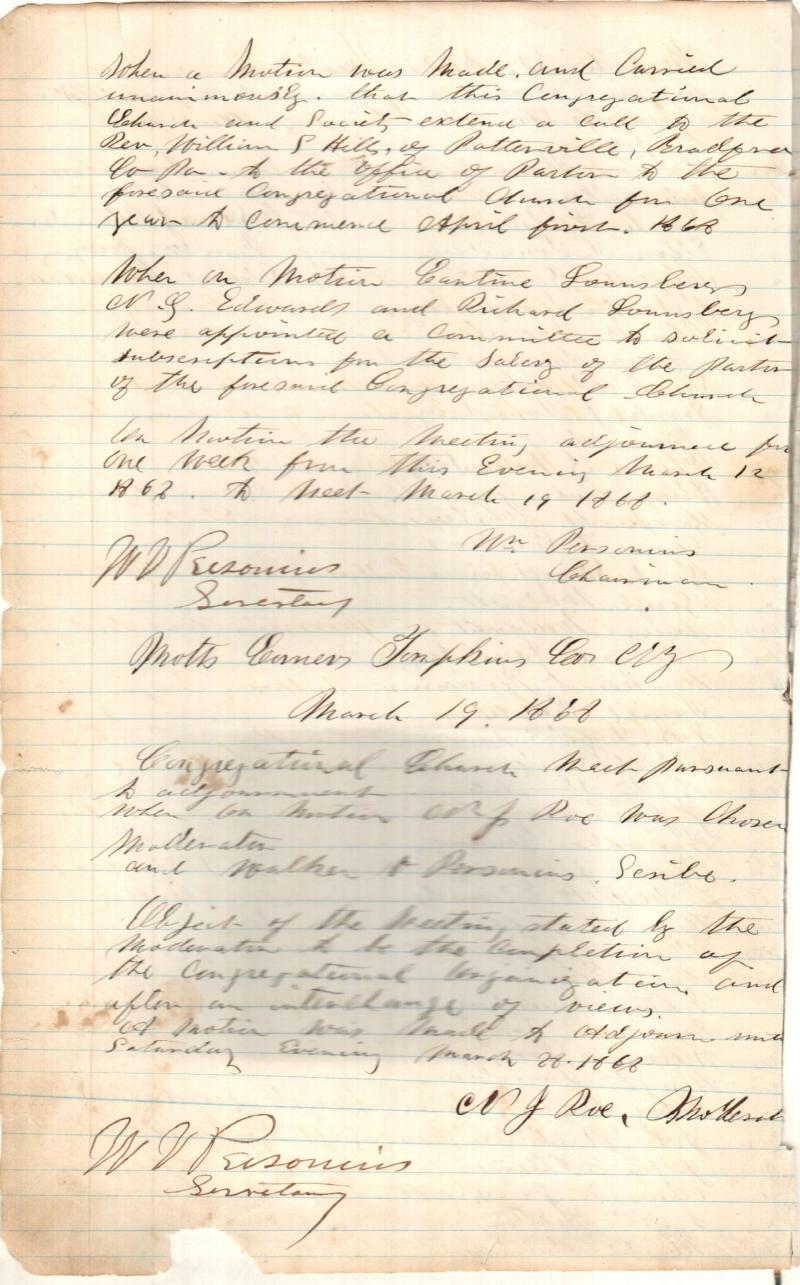 When a Motion was Made. and Carried
unanimously. that this Congregational
Church and Society extend a call to the
Rev, William S Hills, of Potterville, Bradford
Co Pa - to the office of Pastor to the
foresaid Congregational Church for One
year to commence April first. 1868
When on Motion Cantine Lounsbery
N. G. Edwards and Richard Lounsbery
were appointed a Committee to solicit
subscriptions for the Salery of the Pastor
of the foresaid Congregational Church
On Motion the Meeting adjourned for
one week from this Evening March 12
1868. to Meet March 19 1868.
Wm Personius
Chairman
W V Personius
Secretary
Motts Corners Tompkins Co NY
March 19. 1868
Congregational Church Meet pursuant
to adjournment
when on Motion N J Roe was Chosen
Moderator
and Walker V Personius. Scribe.
Object of the Meeting stated by the
Moderator to be the Completion of
the Congregational Organization and
after an interchange of views.
A Motion was made to Adjourn until
Saturday Evening March 28. 1868
N J Roe, Moderat
W V Personius
Secretary